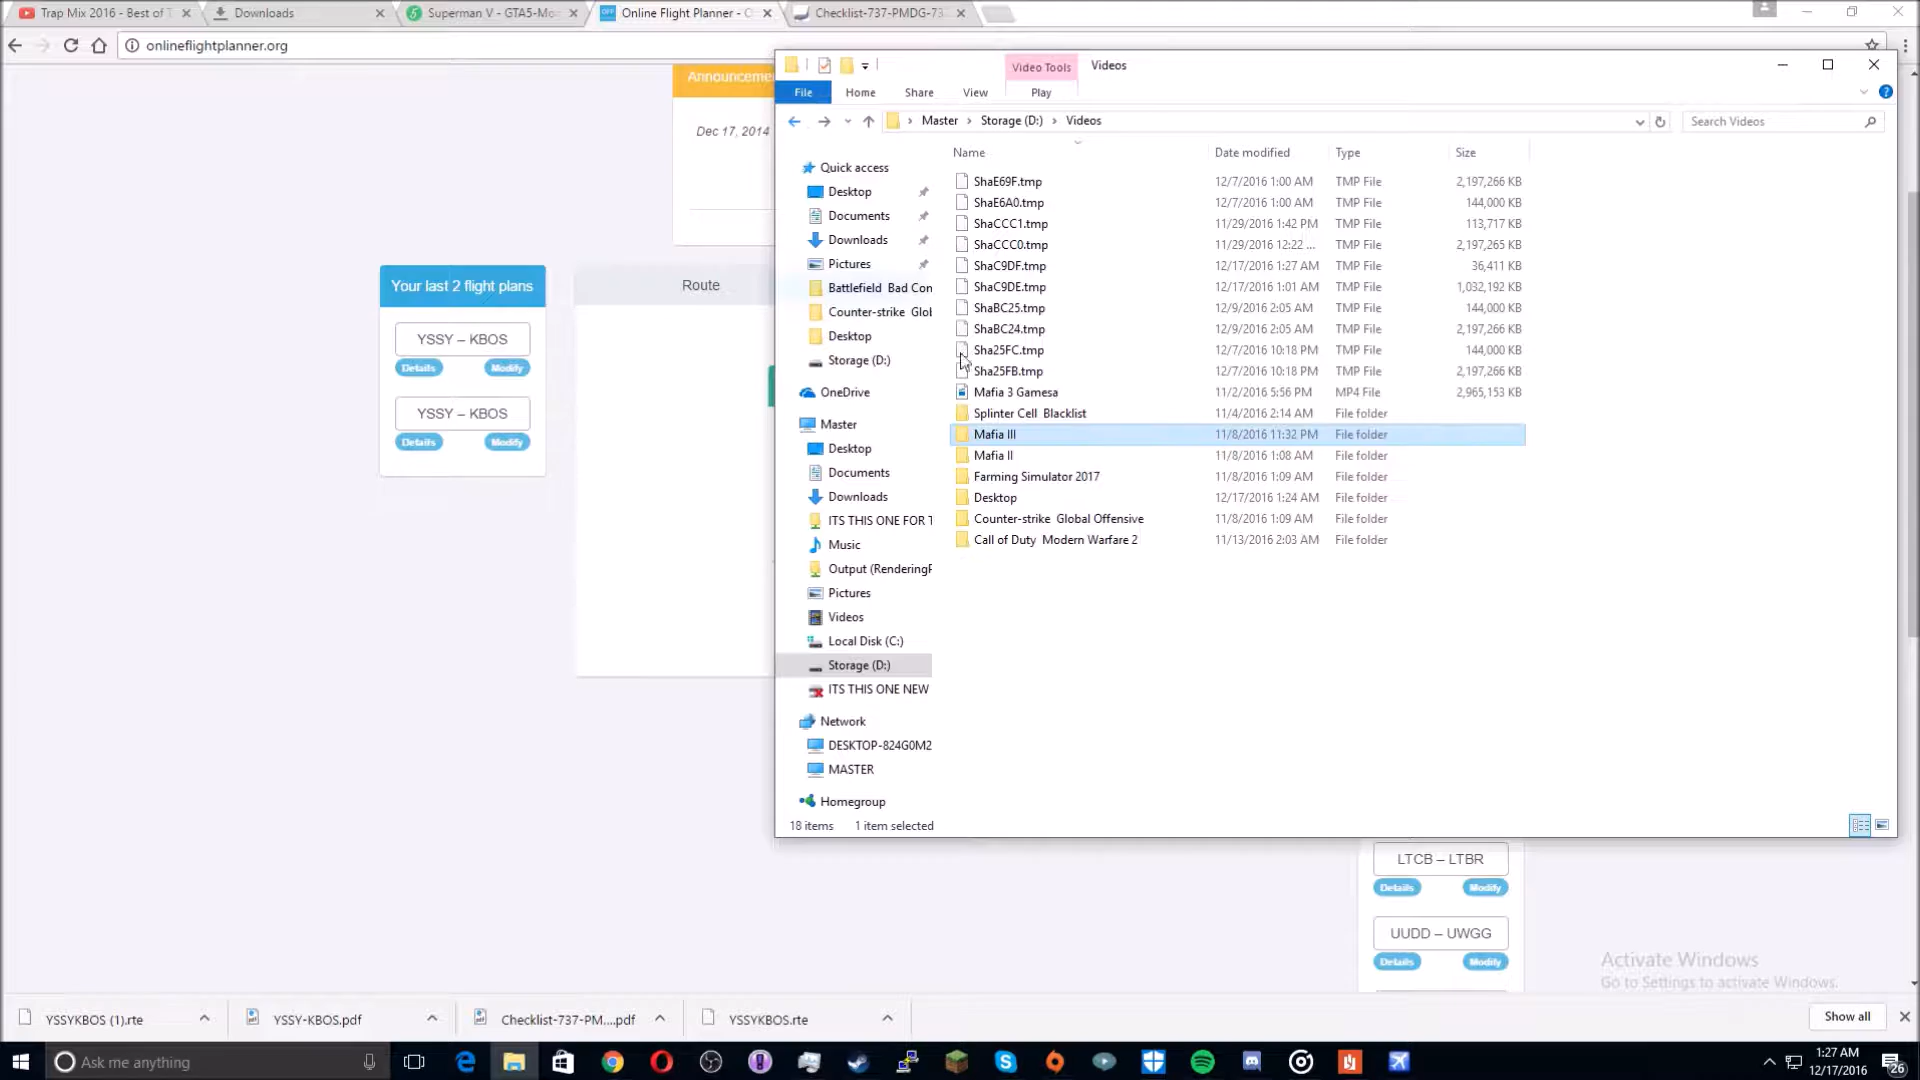 Trap Mix 2016 - Best of T
Downloads
Superman V - GTA5-Mo
Online Flight Planner - O
Checklist-737-PMDG-73
onlineflightplanner.org
Announceme
Dec 17, 2014
Your last 2 flight plans
YSSY – KBOS
Details Modify
YSSY – KBOS
Details Modify
Route
Video Tools Videos
File Home Share View Play
Master › Storage (D:) › Videos
Search Videos
Quick access
Desktop
Documents
Downloads
Pictures
Battlefield Bad Con
Counter-strike Glob
Desktop
Storage (D:)
OneDrive
Master
Desktop
Documents
Downloads
ITS THIS ONE FOR T
Music
Output (RenderingF
Pictures
Videos
Local Disk (C:)
Storage (D:)
ITS THIS ONE NEW
Network
DESKTOP-824G0M2
MASTER
Homegroup
Name Date modified Type Size
ShaE69F.tmp 12/7/2016 1:00 AM TMP File 2,197,266 KB
ShaE6A0.tmp 12/7/2016 1:00 AM TMP File 144,000 KB
ShaCCC1.tmp 11/29/2016 1:42 PM TMP File 113,717 KB
ShaCCC0.tmp 11/29/2016 12:22 ... TMP File 2,197,265 KB
ShaC9DF.tmp 12/17/2016 1:27 AM TMP File 36,411 KB
ShaC9DE.tmp 12/17/2016 1:01 AM TMP File 1,032,192 KB
ShaBC25.tmp 12/9/2016 2:05 AM TMP File 144,000 KB
ShaBC24.tmp 12/9/2016 2:05 AM TMP File 2,197,266 KB
Sha25FC.tmp 12/7/2016 10:18 PM TMP File 144,000 KB
Sha25FB.tmp 12/7/2016 10:18 PM TMP File 2,197,266 KB
Mafia 3 Gamesa 11/2/2016 5:56 PM MP4 File 2,965,153 KB
Splinter Cell Blacklist 11/4/2016 2:14 AM File folder
Mafia III 11/8/2016 11:32 PM File folder
Mafia II 11/8/2016 1:08 AM File folder
Farming Simulator 2017 11/8/2016 1:09 AM File folder
Desktop 12/17/2016 1:24 AM File folder
Counter-strike Global Offensive 11/8/2016 1:09 AM File folder
Call of Duty Modern Warfare 2 11/13/2016 2:03 AM File folder
18 items 1 item selected
LTCB – LTBR
Details Modify
UUDD – UWGG
Details Modify
Activate Windows
Go to Settings to activate Windows.
YSSYKBOS (1).rte
YSSY-KBOS.pdf
Checklist-737-PM....pdf
YSSYKBOS.rte
Show all
Ask me anything
1:27 AM
12/17/2016
26